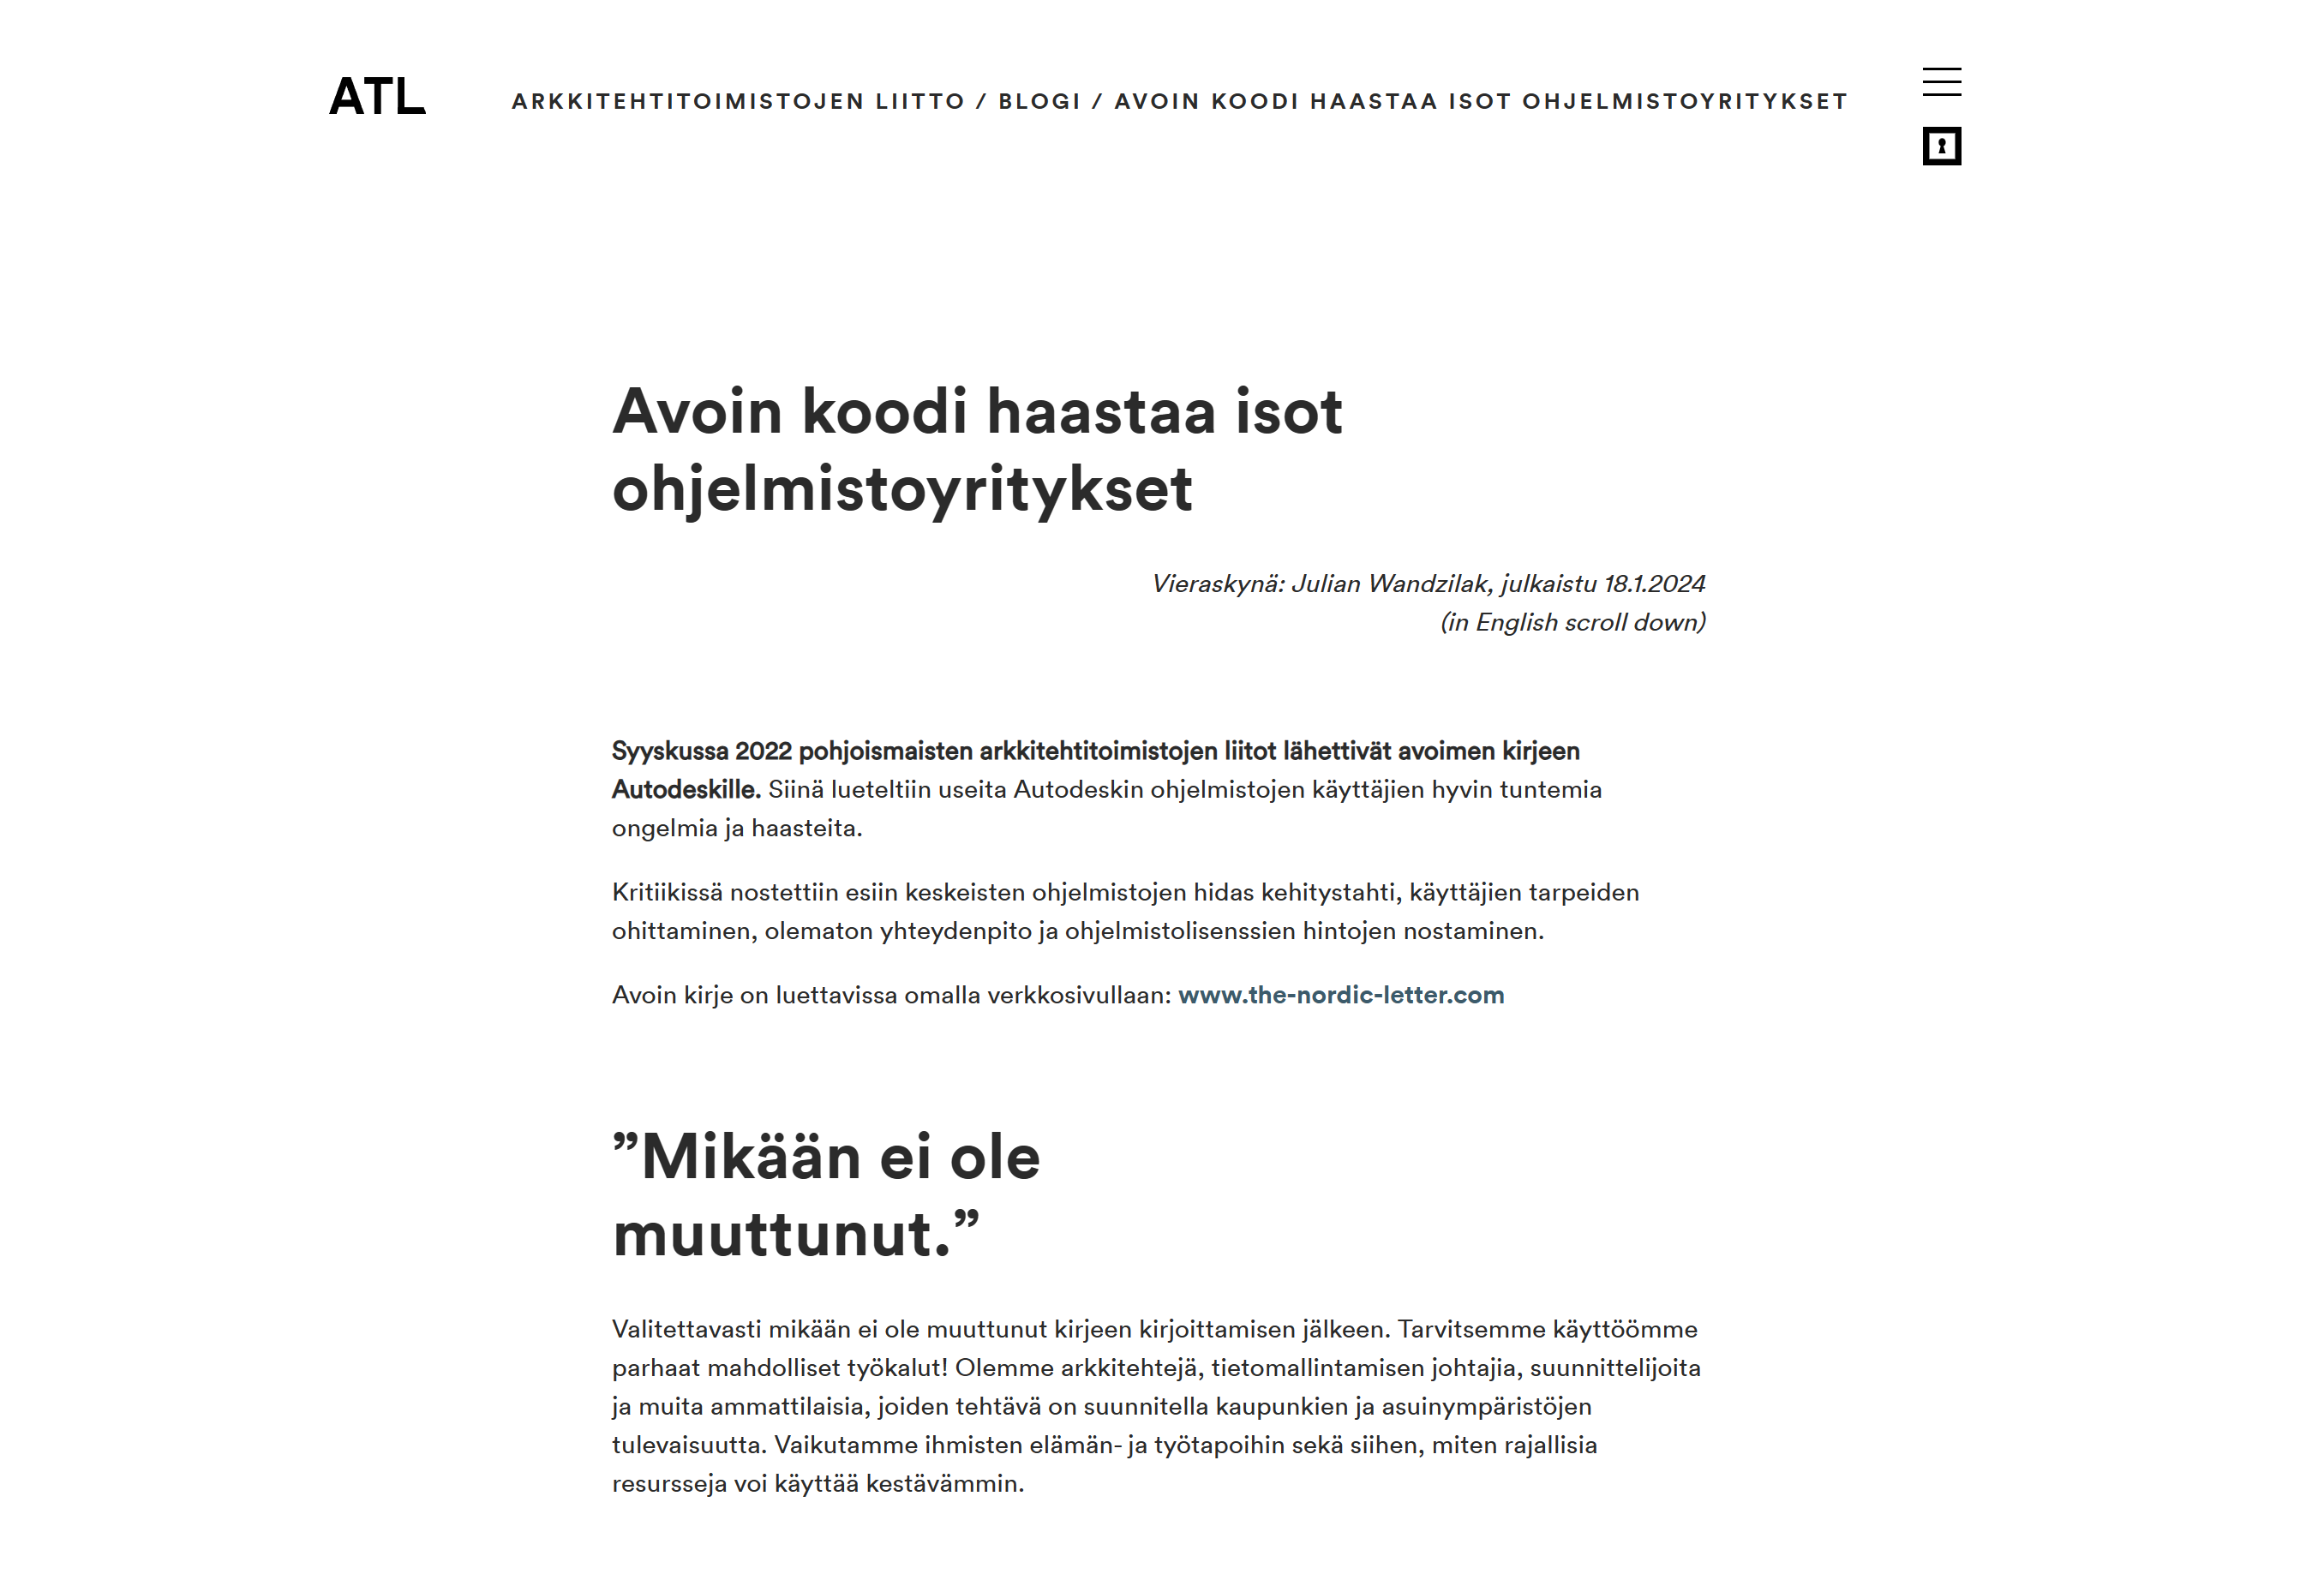 ATL
ARKKITEHTITOIMISTOJEN LIITTO / BLOGI / AVOIN KOODI HAASTAA ISOT OHJELMISTOYRITYKSET
Avoin koodi haastaa isot
ohjelmistoyritykset
Vieraskynä: Julian Wandzilak, julkaistu 18.1.2024
(in English scroll down)
Syyskussa 2022 pohjoismaisten arkkitehtitoimistojen liitot lähettivät avoimen kirjeen
Autodeskille. Siinä lueteltiin useita Autodeskin ohjelmistojen käyttäjien hyvin tuntemia
ongelmia ja haasteita.
Kritiikissä nostettiin esiin keskeisten ohjelmistojen hidas kehitystahti, käyttäjien tarpeiden
ohittaminen, olematon yhteydenpito ja ohjelmistolisenssien hintojen nostaminen.
Avoin kirje on luettavissa omalla verkkosivullaan: www.the-nordic-letter.com
”Mikään ei ole
muuttunut.”
Valitettavasti mikään ei ole muuttunut kirjeen kirjoittamisen jälkeen. Tarvitsemme käyttöömme
parhaat mahdolliset työkalut! Olemme arkkitehtejä, tietomallintamisen johtajia, suunnittelijoita
ja muita ammattilaisia, joiden tehtävä on suunnitella kaupunkien ja asuinympäristöjen
tulevaisuutta. Vaikutamme ihmisten elämän- ja työtapoihin sekä siihen, miten rajallisia
resursseja voi käyttää kestävämmin.